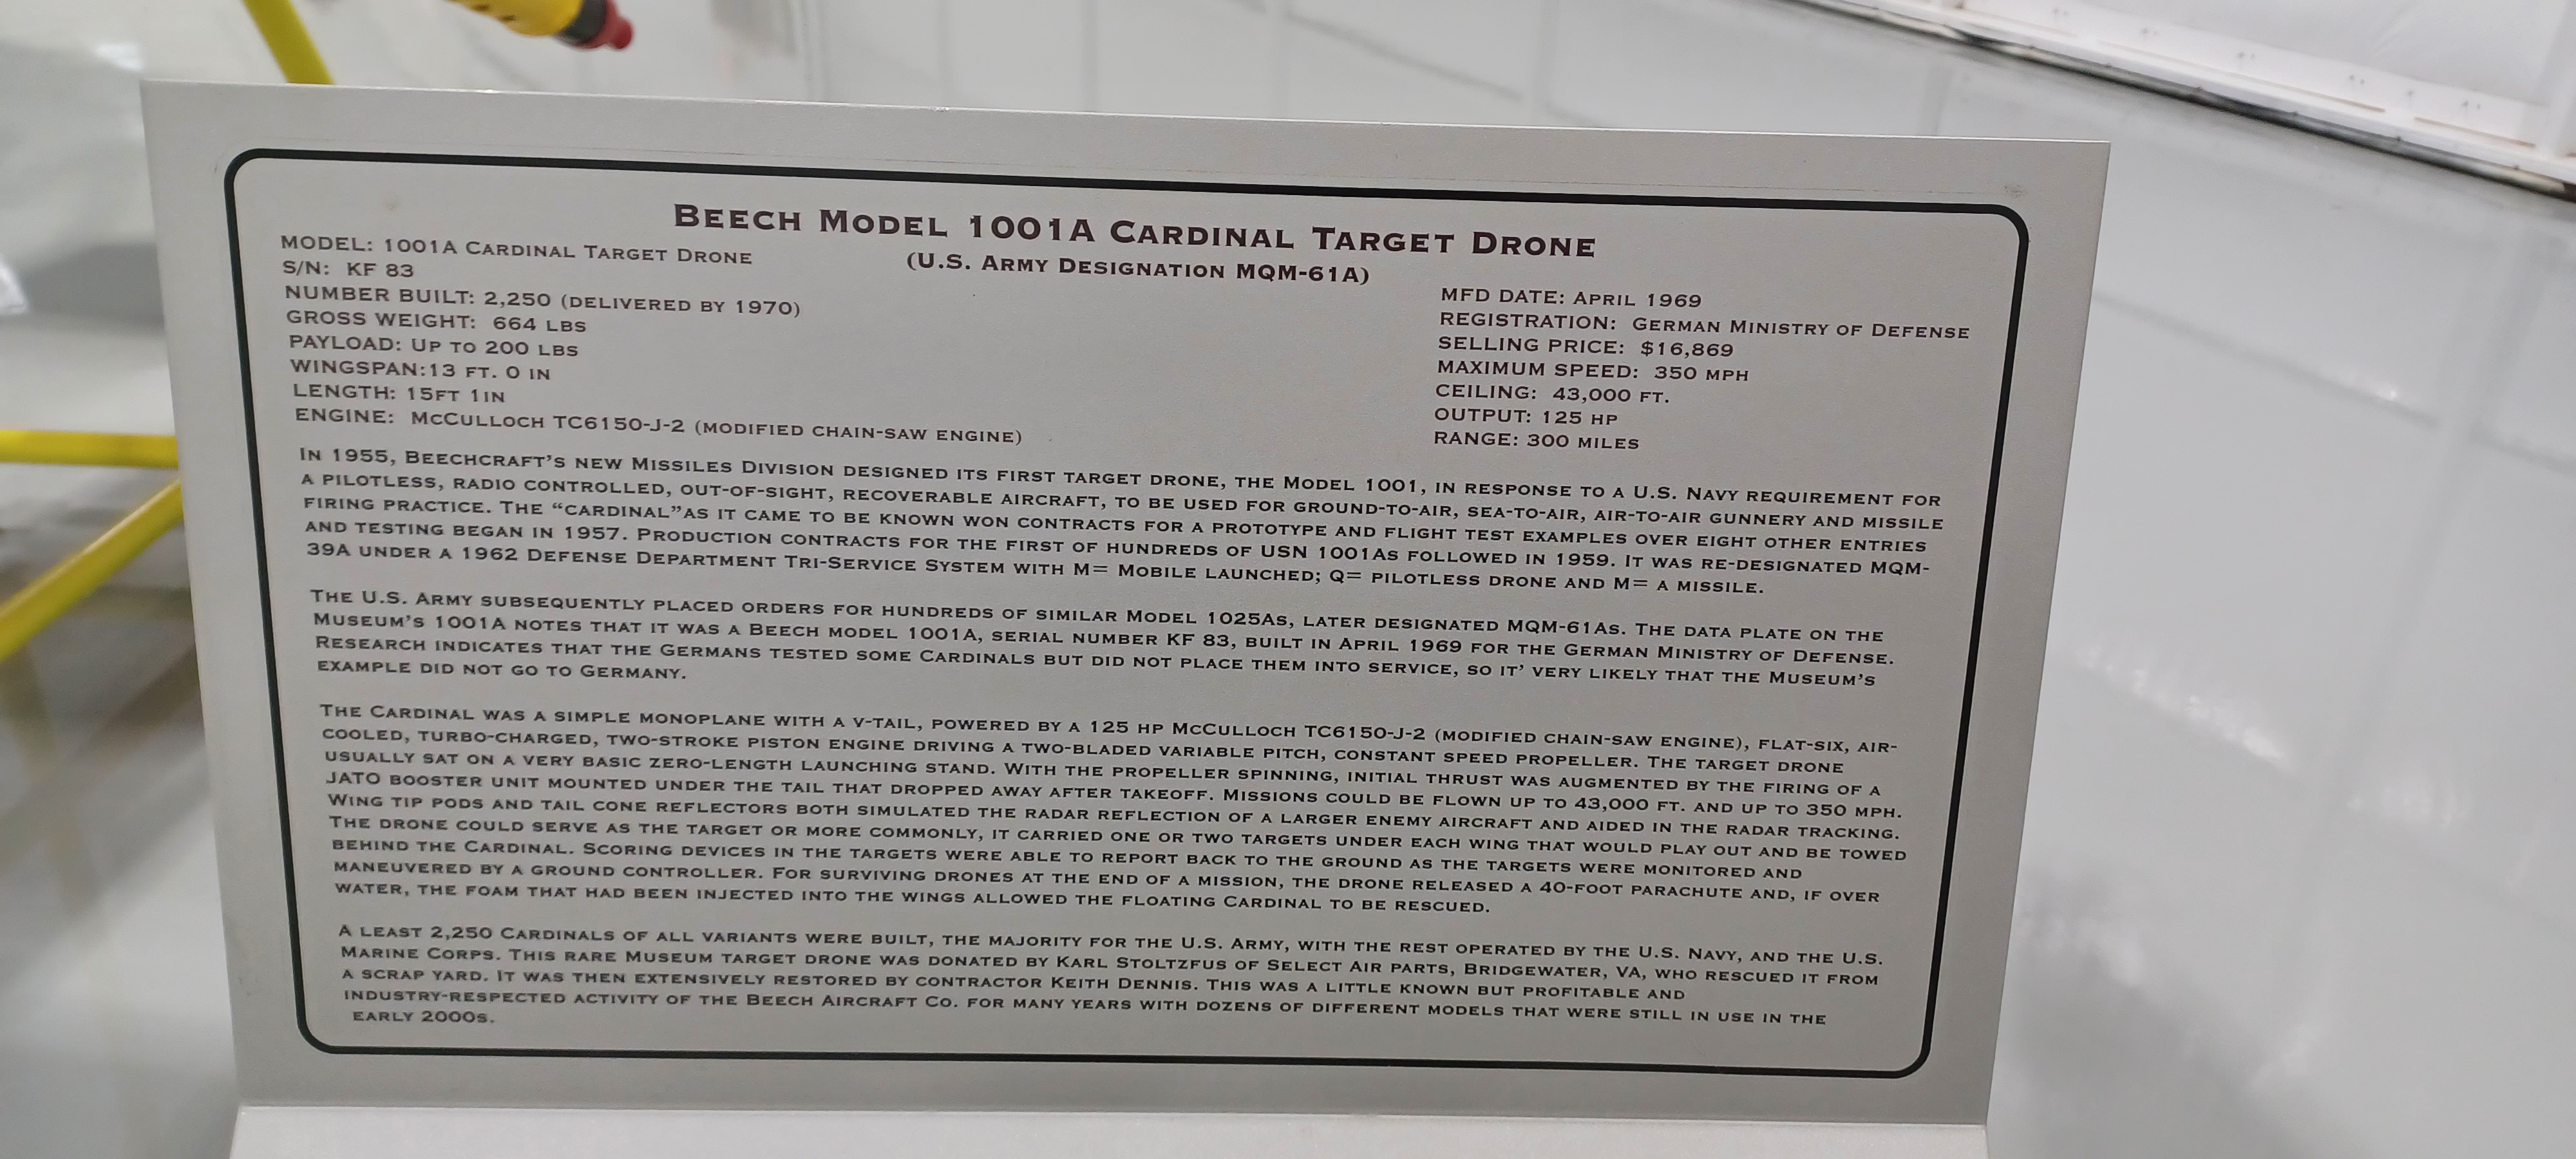 BEECH MODEL 1001A CARDINAL TARGET DRONE
(U.S. ARMY DESIGNATION MQM-61A)
MODEL: 1001A CARDINAL TARGET DRONE
S/N: KF 83
NUMBER BUILT: 2,250 (DELIVERED BY 1970)
GROSS WEIGHT: 664 LBS
PAYLOAD: UP TO 200 LBS
WINGSPAN:13 FT. 0 IN
LENGTH: 15FT 1IN
ENGINE: MCCULLOCH TC6150-J-2 (MODIFIED CHAIN-SAW ENGINE)
MFD DATE: APRIL 1969
REGISTRATION: GERMAN MINISTRY OF DEFENSE
SELLING PRICE: $16,869
MAXIMUM SPEED: 350 MPH
CEILING: 43,000 FT.
OUTPUT: 125 HP
RANGE: 300 MILES
IN 1955, BEECHCRAFT'S NEW MISSILES DIVISION DESIGNED ITS FIRST TARGET DRONE, THE MODEL 1001, IN RESPONSE TO A U.S. NAVY REQUIREMENT FOR
A PILOTLESS, RADIO CONTROLLED, OUT-OF-SIGHT, RECOVERABLE AIRCRAFT, TO BE USED FOR GROUND-TO-AIR, SEA-TO-AIR, AIR-TO-AIR GUNNERY AND MISSILE
FIRING PRACTICE. THE "CARDINAL"AS IT CAME TO BE KNOWN WON CONTRACTS FOR A PROTOTYPE AND FLIGHT TEST EXAMPLES OVER EIGHT OTHER ENTRIES
AND TESTING BEGAN IN 1957. PRODUCTION CONTRACTS FOR THE FIRST OF HUNDREDS OF USN 1001AS FOLLOWED IN 1959. IT WAS RE-DESIGNATED MQM-
39A UNDER A 1962 DEFENSE DEPARTMENT TRI-SERVICE SYSTEM WITH M= MOBILE LAUNCHED; Q= PILOTLESS DRONE AND M= A MISSILE.
THE U.S. ARMY SUBSEQUENTLY PLACED ORDERS FOR HUNDREDS OF SIMILAR MODEL 1025AS, LATER DESIGNATED MQM-61AS. THE DATA PLATE ON THE
MUSEUM'S 1001A NOTES THAT IT WAS A BEECH MODEL 1001A, SERIAL NUMBER KF 83, BUILT IN APRIL 1969 FOR THE GERMAN MINISTRY OF DEFENSE.
RESEARCH INDICATES THAT THE GERMANS TESTED SOME CARDINALS BUT DID NOT PLACE THEM INTO SERVICE, SO IT' VERY LIKELY THAT THE MUSEUM'S
EXAMPLE DID NOT GO TO GERMANY.
THE CARDINAL WAS A SIMPLE MONOPLANE WITH A V-TAIL, POWERED BY A 125 HP MCCULLOCH TC6150-J-2 (MODIFIED CHAIN-SAW ENGINE), FLAT-SIX, AIR-
COOLED, TURBO-CHARGED, TWO-STROKE PISTON ENGINE DRIVING A TWO-BLADED VARIABLE PITCH, CONSTANT SPEED PROPELLER. THE TARGET DRONE
USUALLY SAT ON A VERY BASIC ZERO-LENGTH LAUNCHING STAND. WITH THE PROPELLER SPINNING, INITIAL THRUST WAS AUGMENTED BY THE FIRING OF A
JATO BOOSTER UNIT MOUNTED UNDER THE TAIL THAT DROPPED AWAY AFTER TAKEOFF. MISSIONS COULD BE FLOWN UP TO 43,000 FT. AND UP TO 350 MPH.
WING TIP PODS AND TAIL CONE REFLECTORS BOTH SIMULATED THE RADAR REFLECTION OF A LARGER ENEMY AIRCRAFT AND AIDED IN THE RADAR TRACKING.
THE DRONE COULD SERVE AS THE TARGET OR MORE COMMONLY, IT CARRIED ONE OR TWO TARGETS UNDER EACH WING THAT WOULD PLAY OUT AND BE TOWED
BEHIND THE CARDINAL. SCORING DEVICES IN THE TARGETS WERE ABLE TO REPORT BACK TO THE GROUND AS THE TARGETS WERE MONITORED AND
MANEUVERED BY A GROUND CONTROLLER. FOR SURVIVING DRONES AT THE END OF A MISSION, THE DRONE RELEASED A 40-FOOT PARACHUTE AND, IF OVER
WATER, THE FOAM THAT HAD BEEN INJECTED INTO THE WINGS ALLOWED THE FLOATING CARDINAL TO BE RESCUED.
A LEAST 2,250 CARDINALS OF ALL VARIANTS WERE BUILT, THE MAJORITY FOR THE U.S. ARMY, WITH THE REST OPERATED BY THE U.S. NAVY, AND THE U.S.
MARINE CORPS. THIS RARE MUSEUM TARGET DRONE WAS DONATED BY KARL STOLTZFUS OF SELECT AIR PARTS, BRIDGEWATER, VA, WHO RESCUED IT FROM
A SCRAP YARD. IT WAS THEN EXTENSIVELY RESTORED BY CONTRACTOR KEITH DENNIS. THIS WAS A LITTLE KNOWN BUT PROFITABLE AND
INDUSTRY-RESPECTED ACTIVITY OF THE BEECH AIRCRAFT CO. FOR MANY YEARS WITH DOZENS OF DIFFERENT MODELS THAT WERE STILL IN USE IN THE
EARLY 2000S.